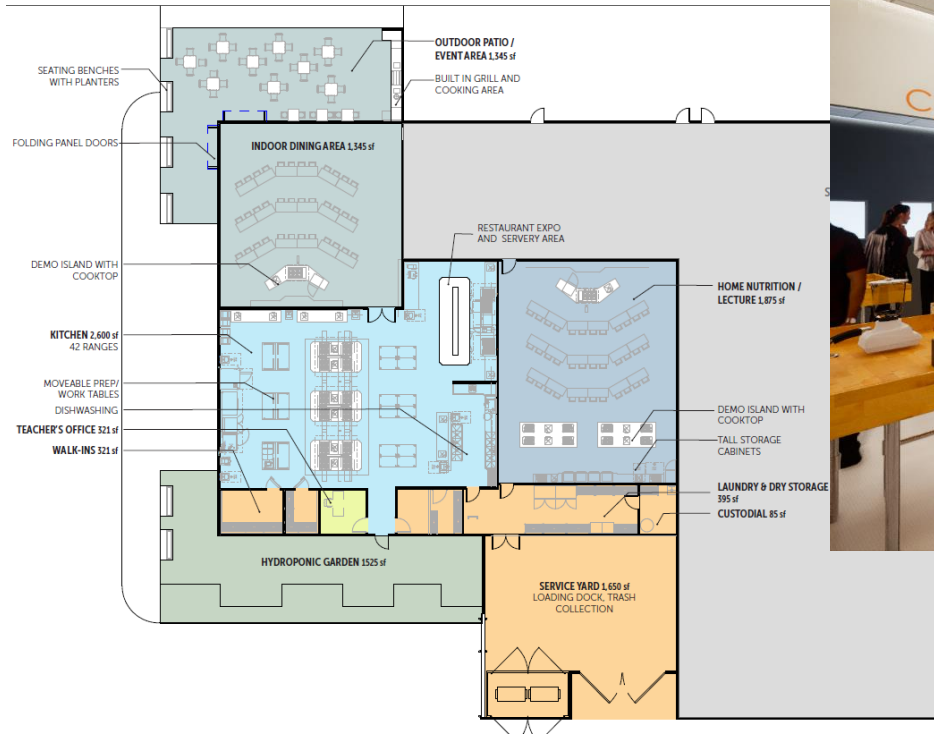 OUTDOOR PATIO /
EVENT AREA 1,345 sf
SEATING BENCHES
WITH PLANTERS
BUILT IN GRILL AND
COOKING AREA
FOLDING PANEL DOORS
INDOOR DINING AREA 1,345 sf
RESTAURANT EXPO
AND SERVERY AREA
DEMO ISLAND WITH
COOKTOP
HOME NUTRITION /
LECTURE 1,875 sf
KITCHEN 2,600 sf
42 RANGES
MOVEABLE PREP/
WORK TABLES
DISHWASHING
DEMO ISLAND WITH
COOKTOP
TEACHER'S OFFICE 321 sf
TALL STORAGE
CABINETS
WALK-INS 321 sf
LAUNDRY & DRY STORAGE
395 sf
CUSTODIAL 85 sf
HYDROPONIC GARDEN 1525 sf
SERVICE YARD 1,650 sf
LOADING DOCK, TRASH
COLLECTION